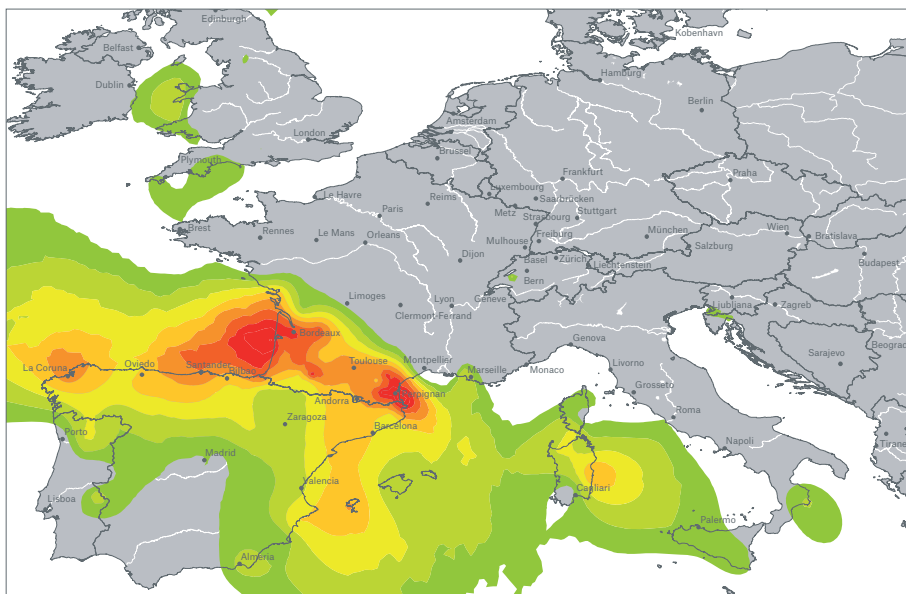 Edinburgh
Kobenhavn
Belfast
Dublin
Hamburg
Berlin
Amsterdam
London
Brussel
Plymouth
Frankfurt
Praha
Luxembourg
Le Havre
Reims
Saarbrücken
Paris
Metz
Stuttgart
Strasbourg
Brest
Rennes
Le Mans
Orleans
Freiburg
München
Wien
Bratislava
Mulhouse
Salzburg
Dijon
Basel
Zürich
Liechtenstein
Budapest
Bern
Limoges
Lyon
Geneve
Clermont-Ferrand
Ljubljana
Zagreb
Bordeaux
Genova
Sarajevo
Beograd
La Coruna
Oviedo
Santander
Bilbao
Toulouse
Montpellier
Marseille
Monaco
Livorno
Grosseto
Andorra
Perpignan
Zaragoza
Barcelona
Roma
Porto
Napoli
Tirane
Madrid
Valencia
Cagliari
Lisboa
Palermo
Almeria